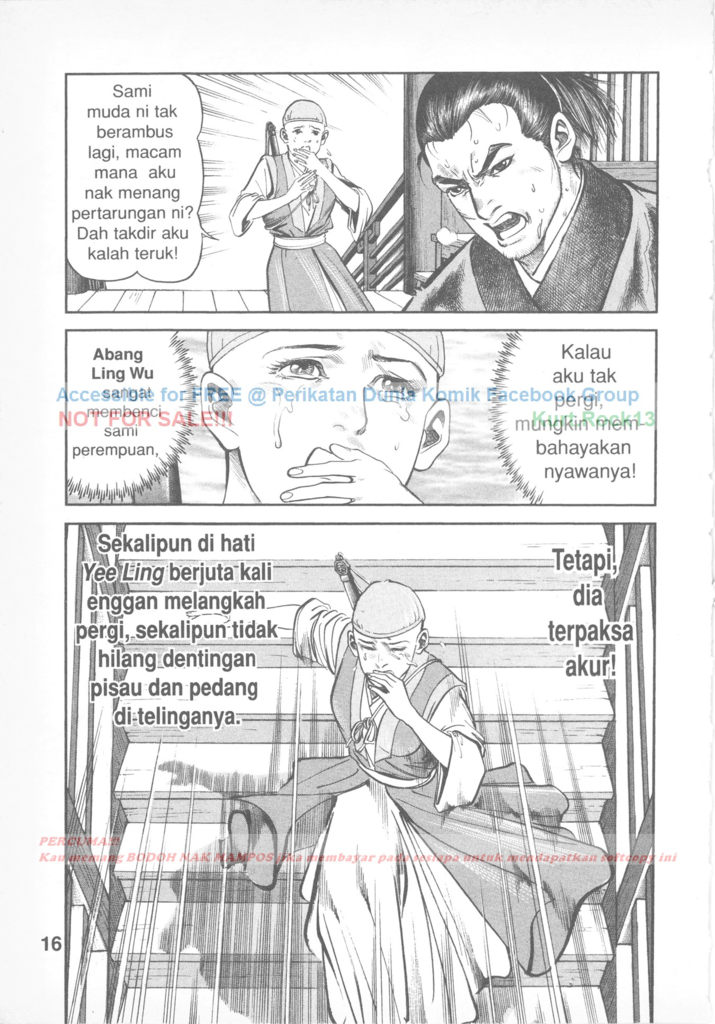 Sami
muda ni tak
berambus
lagi, macam
mana aku
nak menang
pertarungan ni?
Dah takdir aku
kalah teruk!
Abang
Ling Wu
sangat
membenci
sami
perempuan,
Kalau
aku tak
pergi,
mungkin mem-
bahayakan
nyawanya!
Accessible for FREE @ Perikatan Dunia Komik Facebook Group
NOT FOR SALE!!!
Kurt Rock13
Sekalipun di hati
Yee Ling berjuta kali
enggan melangkah
pergi, sekalipun tidak
hilang dentingan
pisau dan pedang
di telinganya.
Tetapi,
dia
terpaksa
akur!
PERCUMA!!!
Kau memang BODOH NAK MAMPOS jika membayar pada sesiapa untuk mendapatkan softcopy ini
16